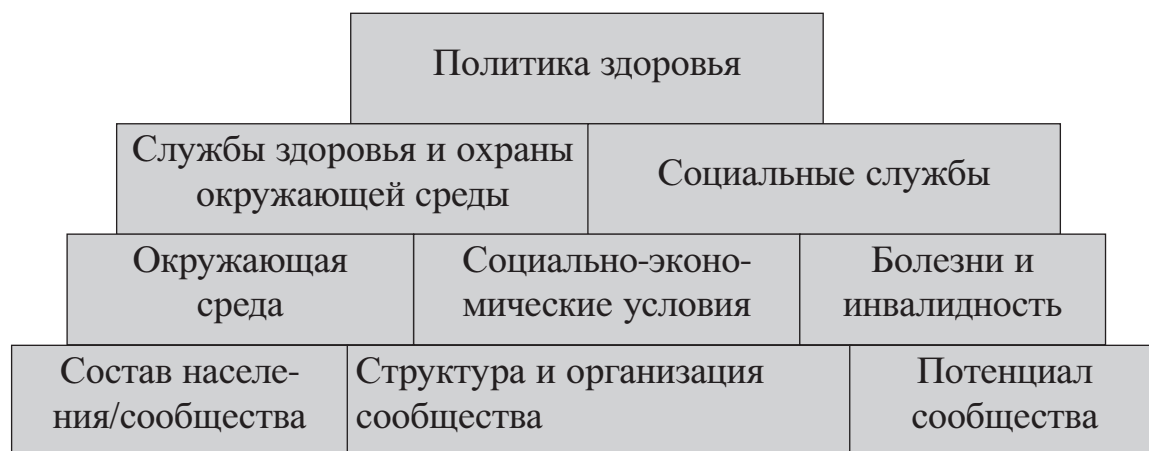 Политика здоровья
Службы здоровья и охраны
окружающей среды
Социальные службы
Окружающая
среда
Социально-эконо-
мические условия
Болезни и
инвалидность
Состав населе-
ния/сообщества
Структура и организация
сообщества
Потенциал
сообщества